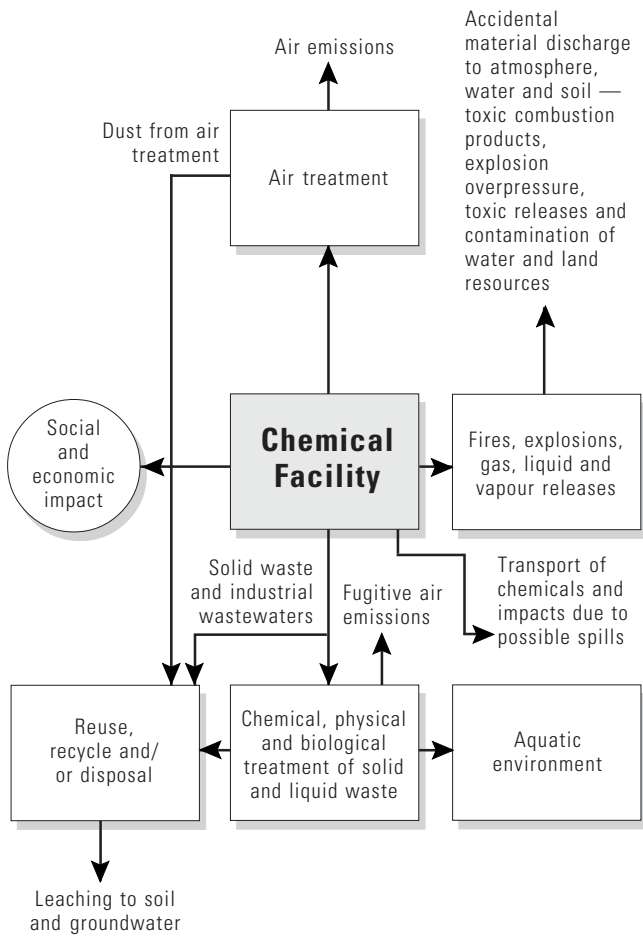 Air emissions
Accidental
material discharge
to atmosphere,
water and soil —
toxic combustion
products,
explosion
overpressure,
toxic releases and
contamination of
water and land
resources
Dust from air
treatment
Air treatment
Social
and
economic
impact
Chemical
Facility
Fires, explosions,
gas, liquid and
vapour releases
Solid waste
and industrial
wastewaters
Fugitive air
emissions
Transport of
chemicals and
impacts due to
possible spills
Reuse,
recycle and/
or disposal
Chemical, physical
and biological
treatment of solid
and liquid waste
Aquatic
environment
Leaching to soil
and groundwater